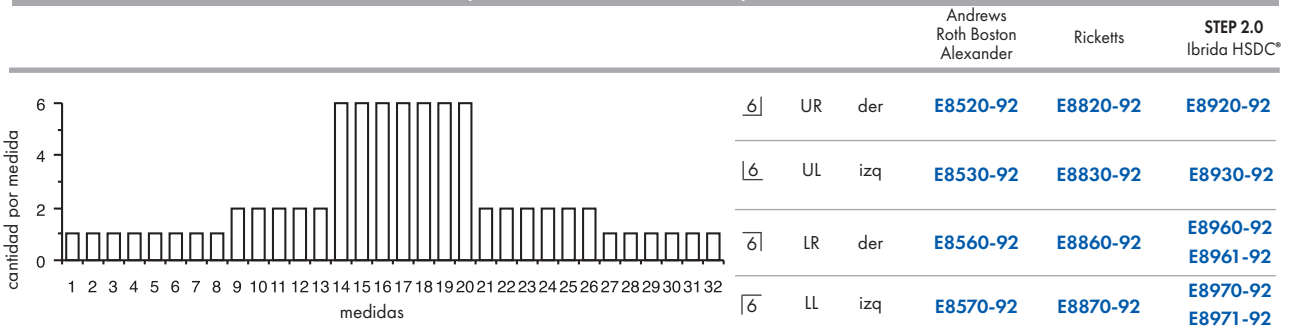 Andrews
Roth Boston
Alexander
Ricketts
STEP 2.0
Ibrida HSDC®
cantidad por medida
6
4
2
0
1 2 3 4 5 6 7 8 9 10 11 12 13 14 15 16 17 18 19 20 21 22 23 24 25 26 27 28 29 30 31 32
medidas
6 UR der E8520-92 E8820-92 E8920-92
6 UL izq E8530-92 E8830-92 E8930-92
6 LR der E8560-92 E8860-92 E8960-92
E8961-92
6 LL izq E8570-92 E8870-92 E8970-92
E8971-92